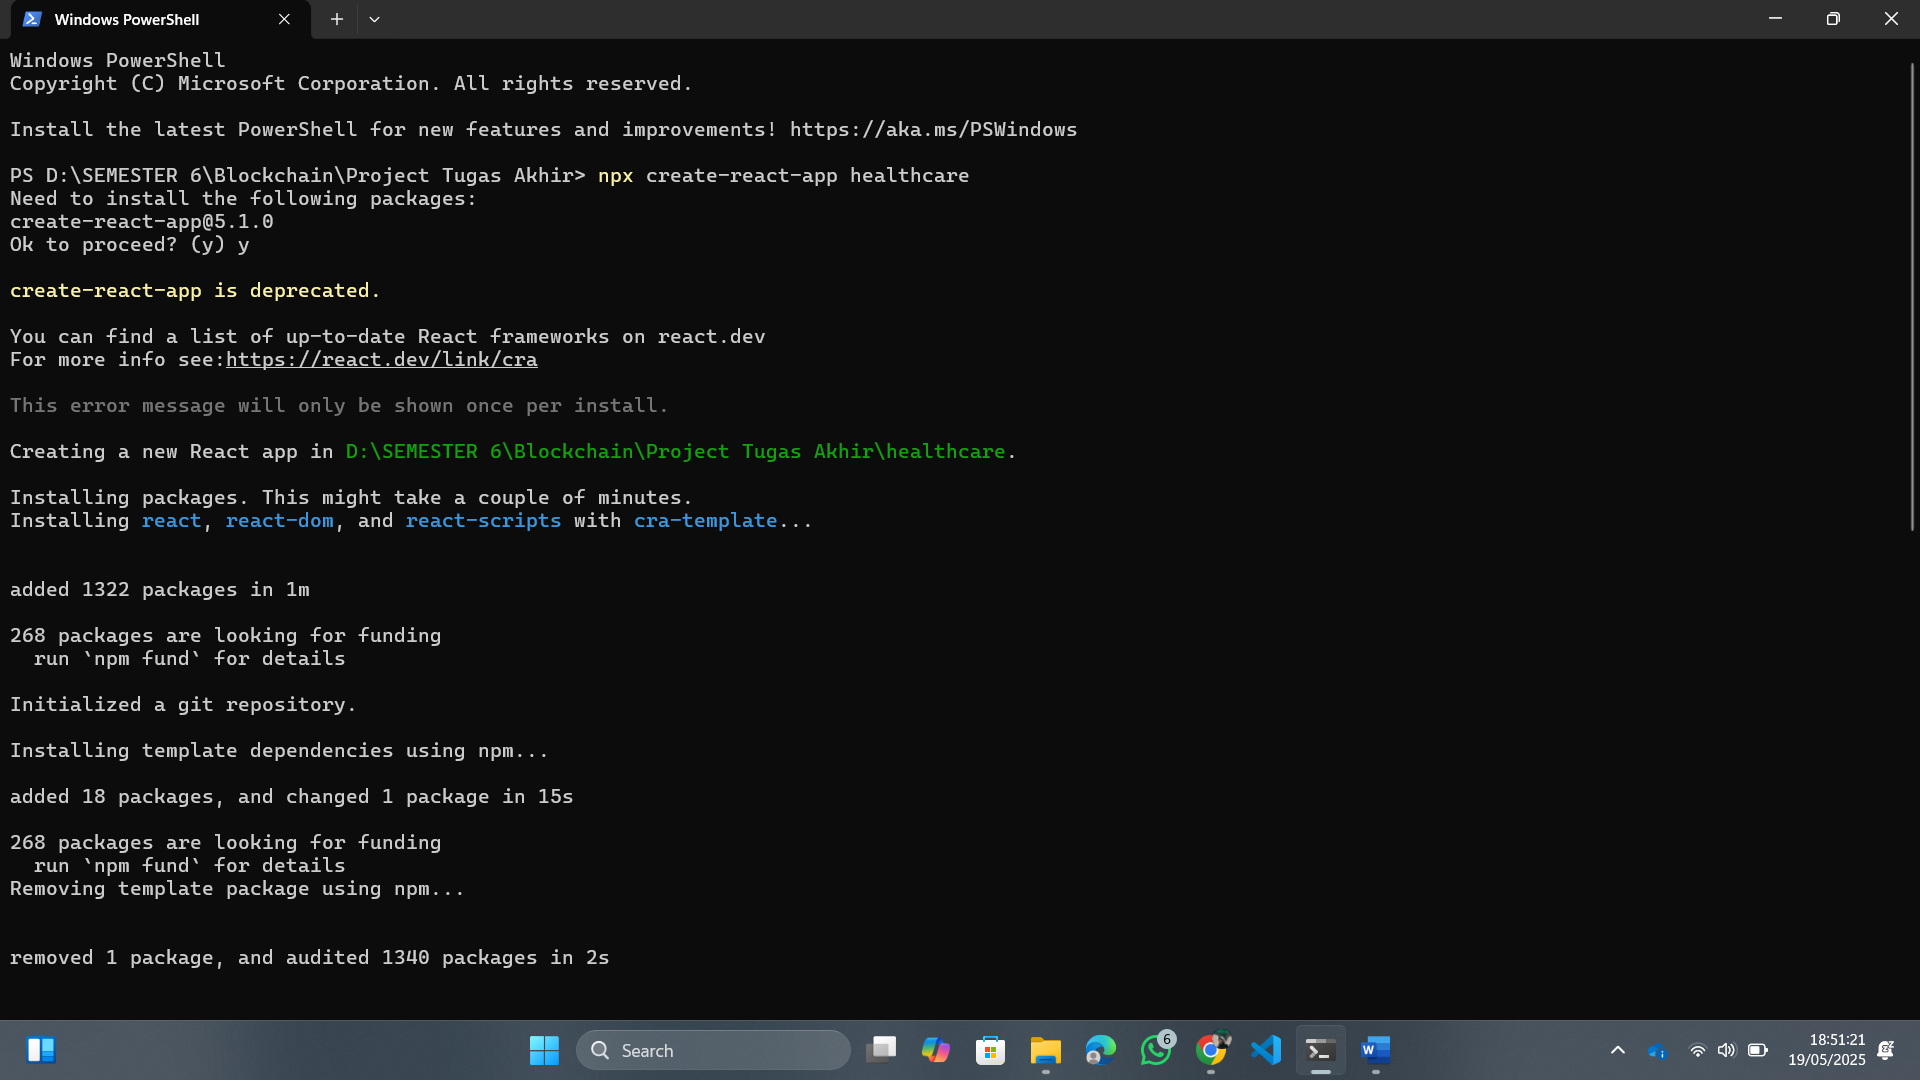 Windows PowerShell
Windows PowerShell
Copyright (C) Microsoft Corporation. All rights reserved.
Install the latest PowerShell for new features and improvements! https://aka.ms/PSWindows
PS D:\SEMESTER 6\Blockchain\Project Tugas Akhir> npx create-react-app healthcare
Need to install the following packages:
create-react-app@5.1.0
Ok to proceed? (y) y
create-react-app is deprecated.
You can find a list of up-to-date React frameworks on react.dev
For more info see:https://react.dev/link/cra
This error message will only be shown once per install.
Creating a new React app in D:\SEMESTER 6\Blockchain\Project Tugas Akhir\healthcare.
Installing packages. This might take a couple of minutes.
Installing react, react-dom, and react-scripts with cra-template...
added 1322 packages in 1m
268 packages are looking for funding
  run `npm fund` for details
Initialized a git repository.
Installing template dependencies using npm...
added 18 packages, and changed 1 package in 15s
268 packages are looking for funding
  run `npm fund` for details
Removing template package using npm...
removed 1 package, and audited 1340 packages in 2s
Search
6
18:51:21
19/05/2025